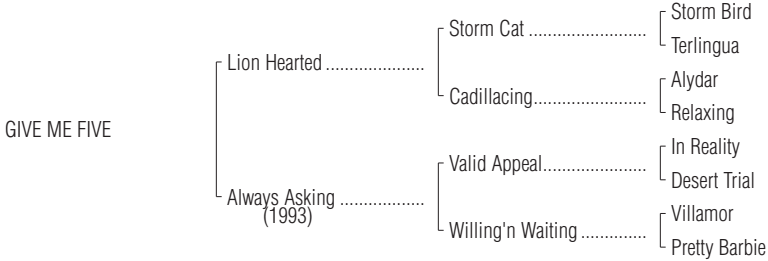 Storm Bird
Storm Cat ........................
Terlingua
Lion Hearted .....................
Alydar
Cadillacing.......................
Relaxing
GIVE ME FIVE
In Reality
Valid Appeal......................
Desert Trial
Always Asking ..................
(1993)
Villamor
Willing'n Waiting ..............
Pretty Barbie